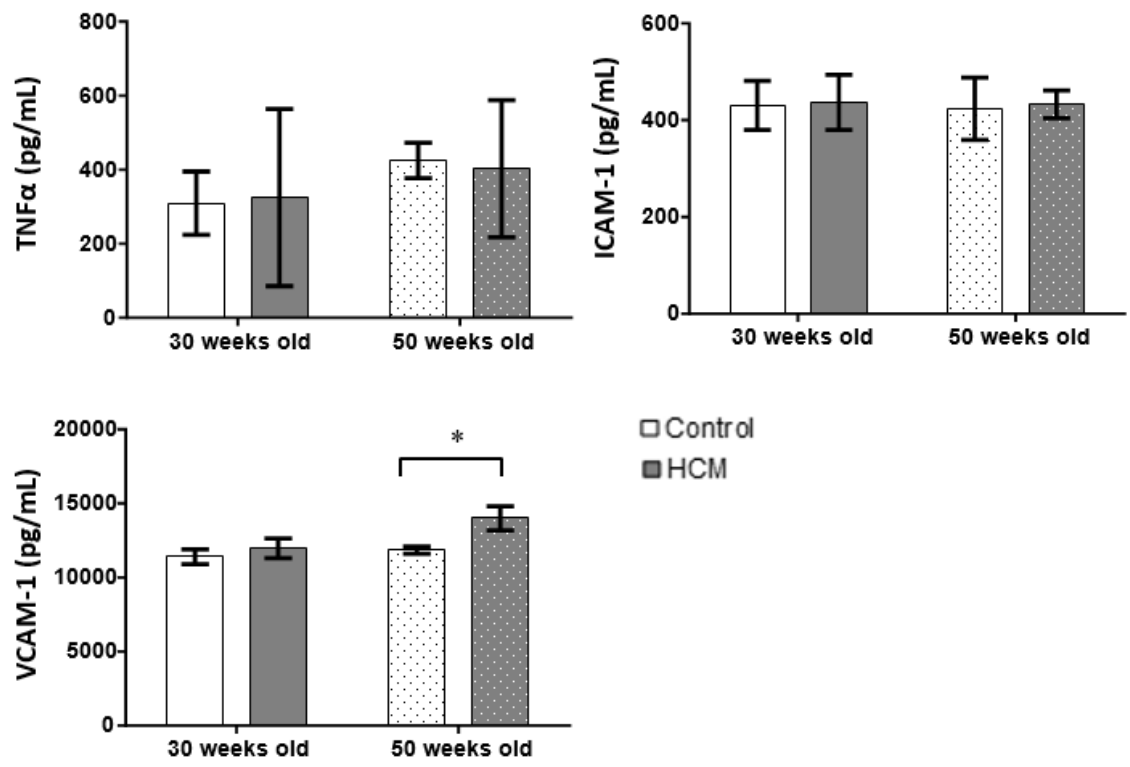 TNFα (pg/mL)
800
600
400
200
0
30 weeks old
50 weeks old
ICAM-1 (pg/mL)
600
400
200
0
30 weeks old
50 weeks old
VCAM-1 (pg/mL)
20000
15000
10000
5000
0
*
30 weeks old
50 weeks old
Control
HCM